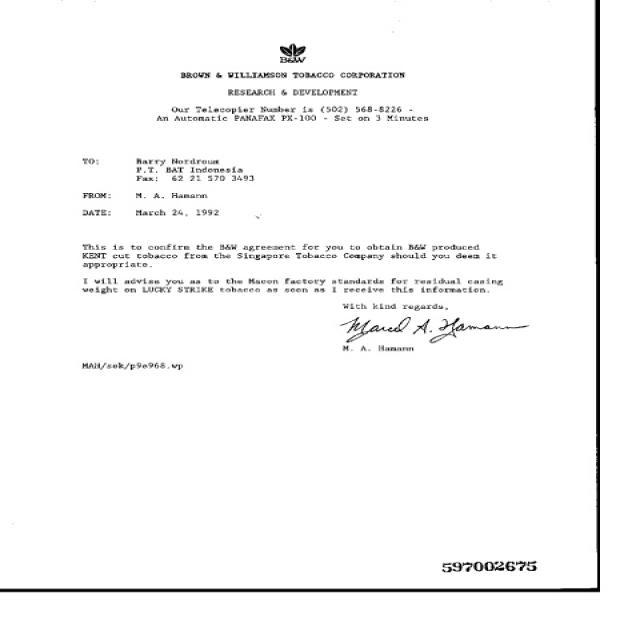 B&W
BROWN & WILLIAMSON TOBACCO CORPORATION
RESEARCH & DEVELOPMENT
Our Telecopier Number is (502) 568-8226 -
An Automatic PANAFAX PX-100 - Set on 3 Minutes
TO: Barry Nordroum
P.T. BAT Indonesia
Fax: 62 21 570 3493
FROM: M. A. Hamann
DATE: March 24, 1992
This is to confirm the B&W agreement for you to obtain B&W produced
KENT cut tobacco from the Singapore Tobacco Company should you deem it
appropriate.
I will advise you as to the Macon factory standards for residual casing
weight on LUCKY STRIKE tobacco as soon as I receive this information.
With kind regards,
Marcel A. Hamann
M. A. Hamann
MAH/sek/p9e968.wp
597002675